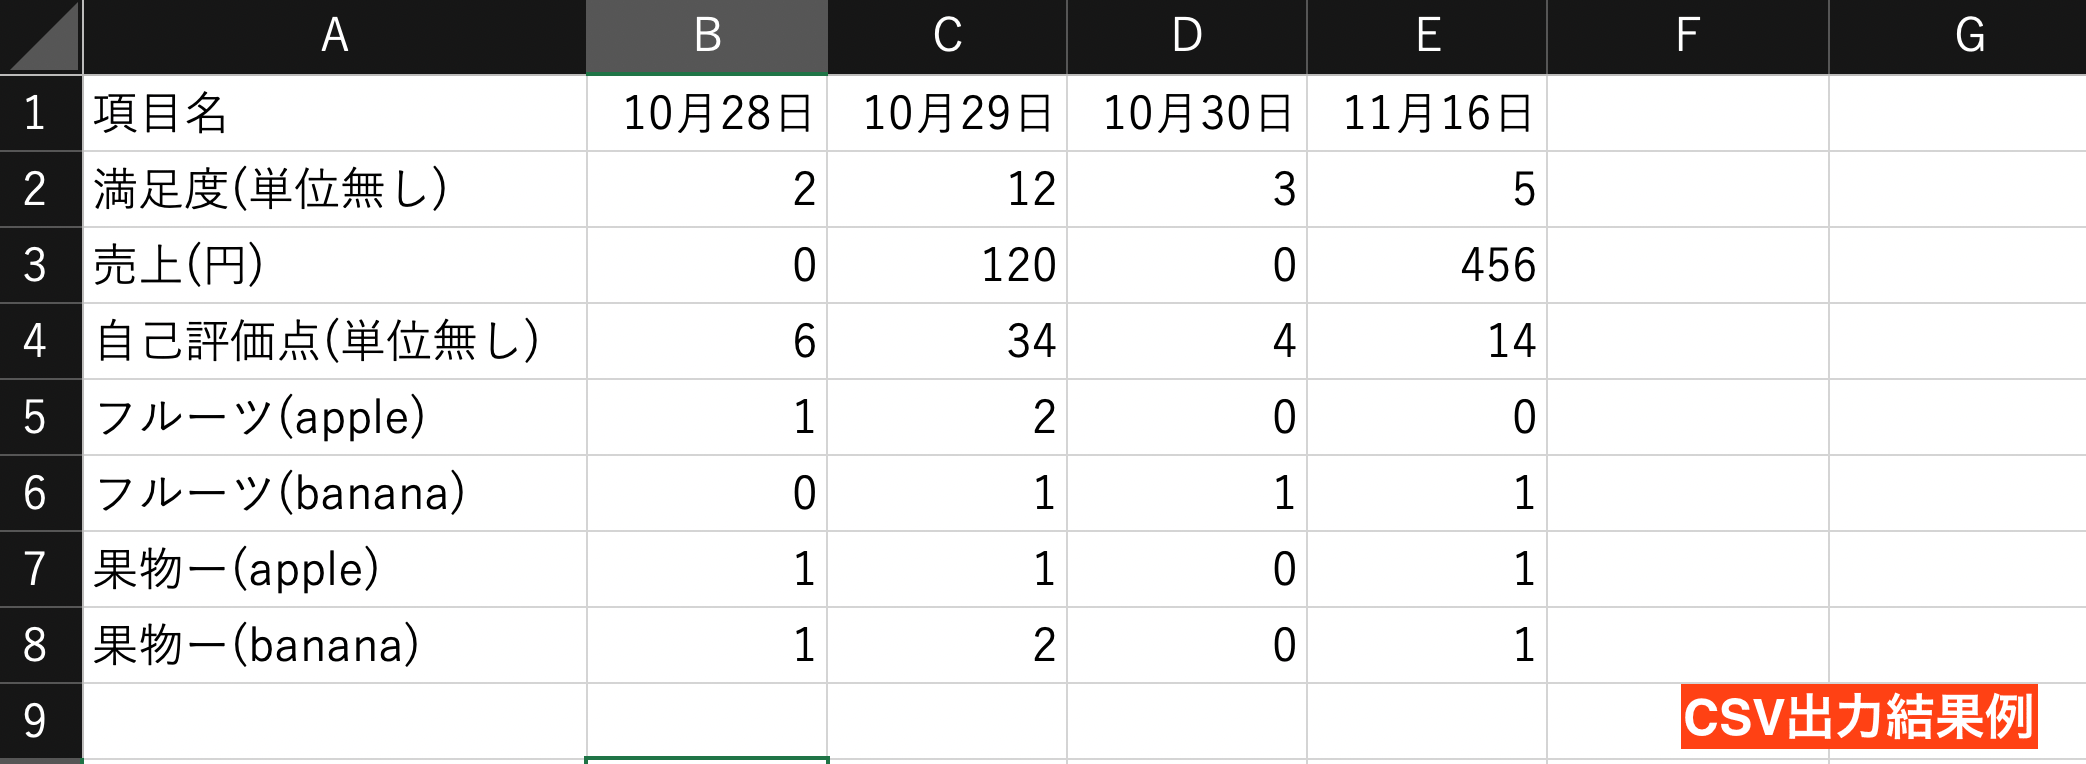 A B C D E F G
1 項目名 10月28日 10月29日 10月30日 11月16日
2 満足度(単位無し) 2 12 3 5
3 売上(円) 0 120 0 456
4 自己評価点(単位無し) 6 34 4 14
5 フルーツ(apple) 1 2 0 0
6 フルーツ(banana) 0 1 1 1
7 果物ー(apple) 1 1 0 1
8 果物ー(banana) 1 2 0 1
9
CSV出力結果例